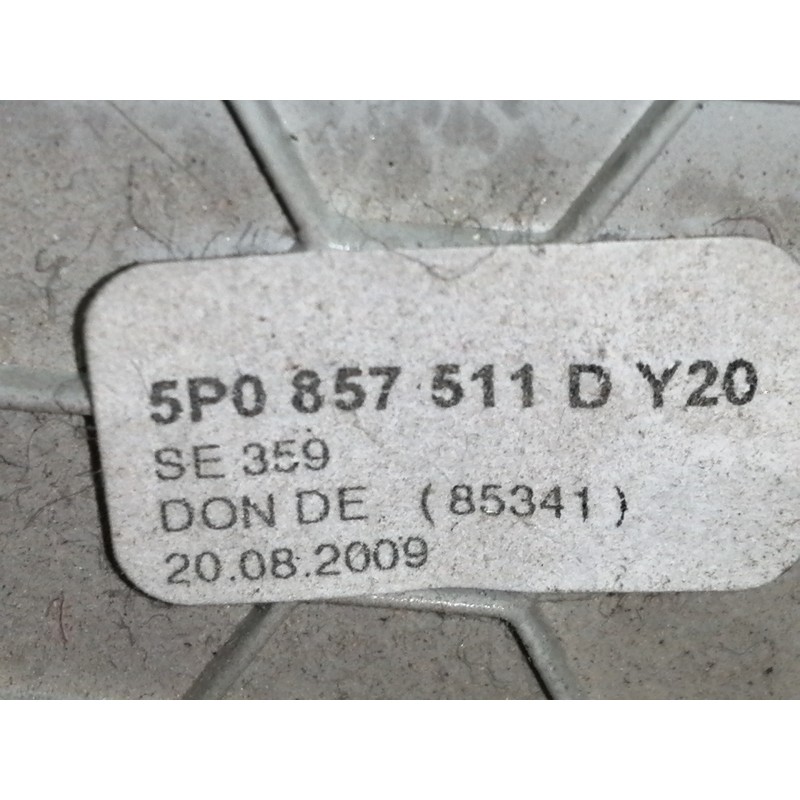 5P0 857 511 D Y20
SE 359
DON DE (85341)
20.08.2009